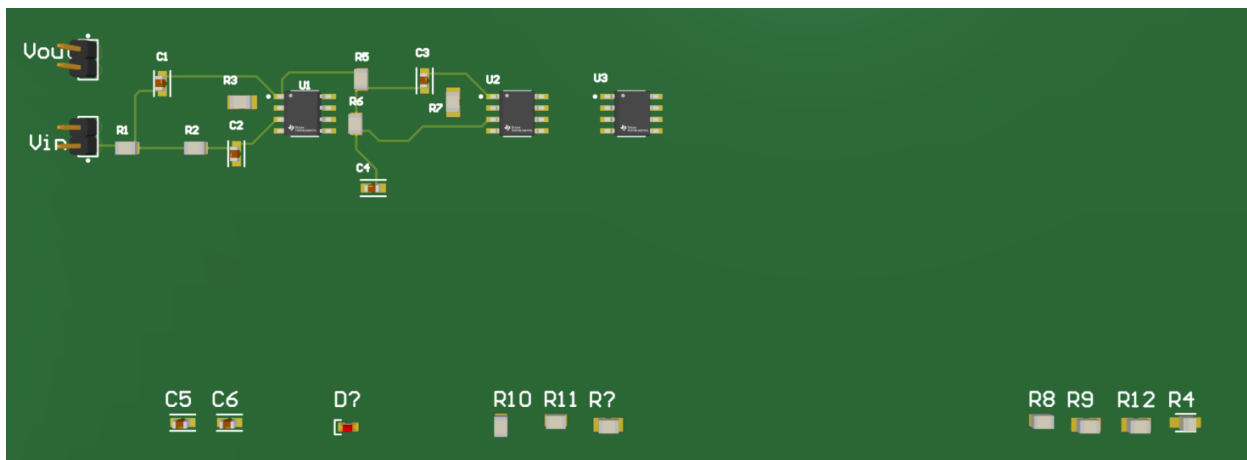 Vout
C1
R5
C3
R3
U1
U2
U3
R6
R7
Vin
R1
R2
C2
C4
C5 C6 D? R10 R11 R? R8 R9 R12 R4